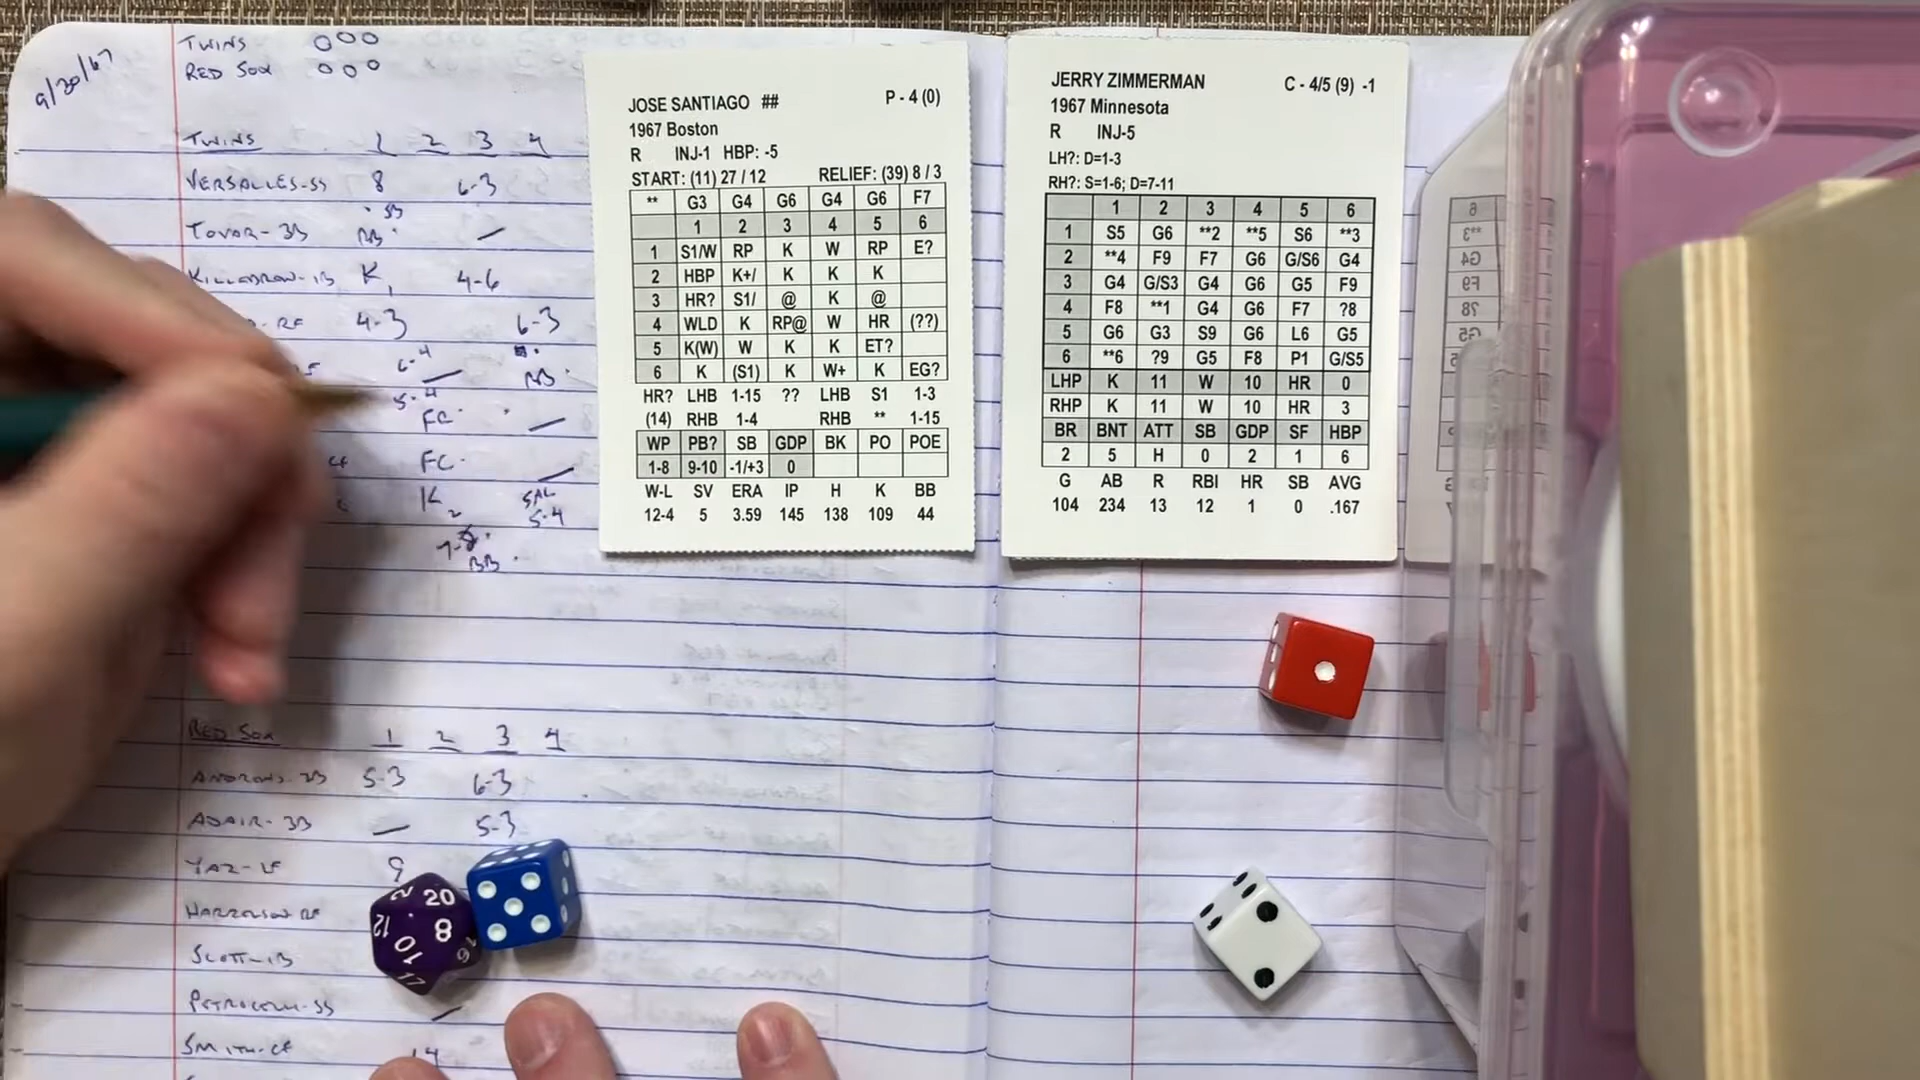 9/30/67
TWINS 000
RED SOX 000
TWINS 1 2 3 4
VERSALLES-SS 8 6-3
SB
TOVAR-3B BB
KILLEBREW-1B K 4-6
RF 4-3 6-3
6-4
BB
5-4
FC
CF FC
K 2 SAC 5-4
BB
RED SOX 1 2 3 4
ANDREWS-2B 5-3 6-3
ADAIR-3B 5-3
YAZ-LF 9
HARRELSON RF
SCOTT-1B
PETROCELLI-SS
SMITH-CF
JOSE SANTIAGO ## P - 4 (0)
1967 Boston
R INJ-1 HBP: -5
START: (11) 27 / 12 RELIEF: (39) 8 / 3
** G3 G4 G6 G4 G6 F7
1 2 3 4 5 6
1 S1/W RP K W RP E?
2 HBP K+/ K K K
3 HR? S1/ @ K @
4 WLD K RP@ W HR (??)
5 K(W) W K K ET?
6 K (S1) K W+ K EG?
HR? LHB 1-15 ?? LHB S1 1-3
(14) RHB 1-4 RHB ** 1-15
WP PB? SB GDP BK PO POE
1-8 9-10 -1/+3 0
W-L SV ERA IP H K BB
12-4 5 3.59 145 138 109 44
JERRY ZIMMERMAN C - 4/5 (9) -1
1967 Minnesota
R INJ-5
LH?: D=1-3
RH?: S=1-6; D=7-11
1 2 3 4 5 6
1 S5 G6 **2 **5 S6 **3
2 **4 F9 F7 G6 G/S6 G4
3 G4 G/S3 G4 G6 G5 F9
4 F8 **1 G4 G6 F7 ?8
5 G6 G3 S9 G6 L6 G5
6 **6 ?9 G5 F8 P1 G/S5
LHP K 11 W 10 HR 0
RHP K 11 W 10 HR 3
BR BNT ATT SB GDP SF HBP
2 5 H 0 2 1 6
G AB R RBI HR SB AVG
104 234 13 12 1 0 .167
20
8
10
12